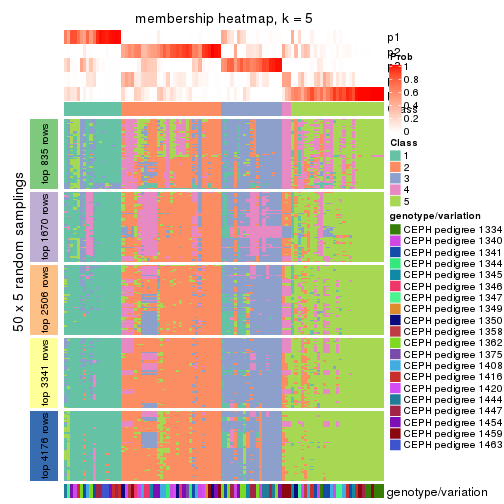 membership heatmap, k = 5
p1
p2
Prob
1
0.8
0.6
0.4
0.2
0
Class
1
2
3
4
5
50 x 5 random samplings
top 835 rows
top 1670 rows
top 2506 rows
top 3341 rows
top 4176 rows
genotype/variation
CEPH pedigree 1334
CEPH pedigree 1340
CEPH pedigree 1341
CEPH pedigree 1344
CEPH pedigree 1345
CEPH pedigree 1346
CEPH pedigree 1347
CEPH pedigree 1349
CEPH pedigree 1350
CEPH pedigree 1358
CEPH pedigree 1362
CEPH pedigree 1375
CEPH pedigree 1408
CEPH pedigree 1416
CEPH pedigree 1420
CEPH pedigree 1444
CEPH pedigree 1447
CEPH pedigree 1454
CEPH pedigree 1459
CEPH pedigree 1463
genotype/variation